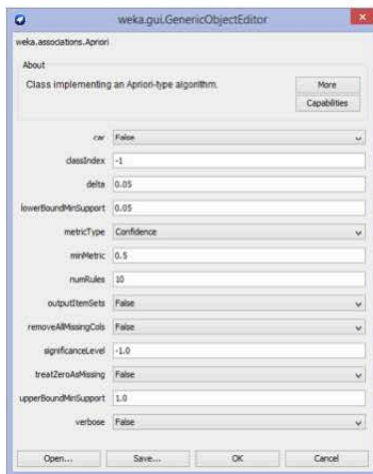 weka.gui.GenericObjectEditor
weka.associations.Apriori
About
Class implementing an Apriori-type algorithm.
More
Capabilities
car False
classIndex -1
delta 0.05
lowerBoundMinSupport 0.05
metricType Confidence
minMetric 0.5
numRules 10
outputItemSets False
removeAllMissingCols False
significanceLevel -1.0
treatZeroAsMissing False
upperBoundMinSupport 1.0
verbose False
Open... Save... OK Cancel